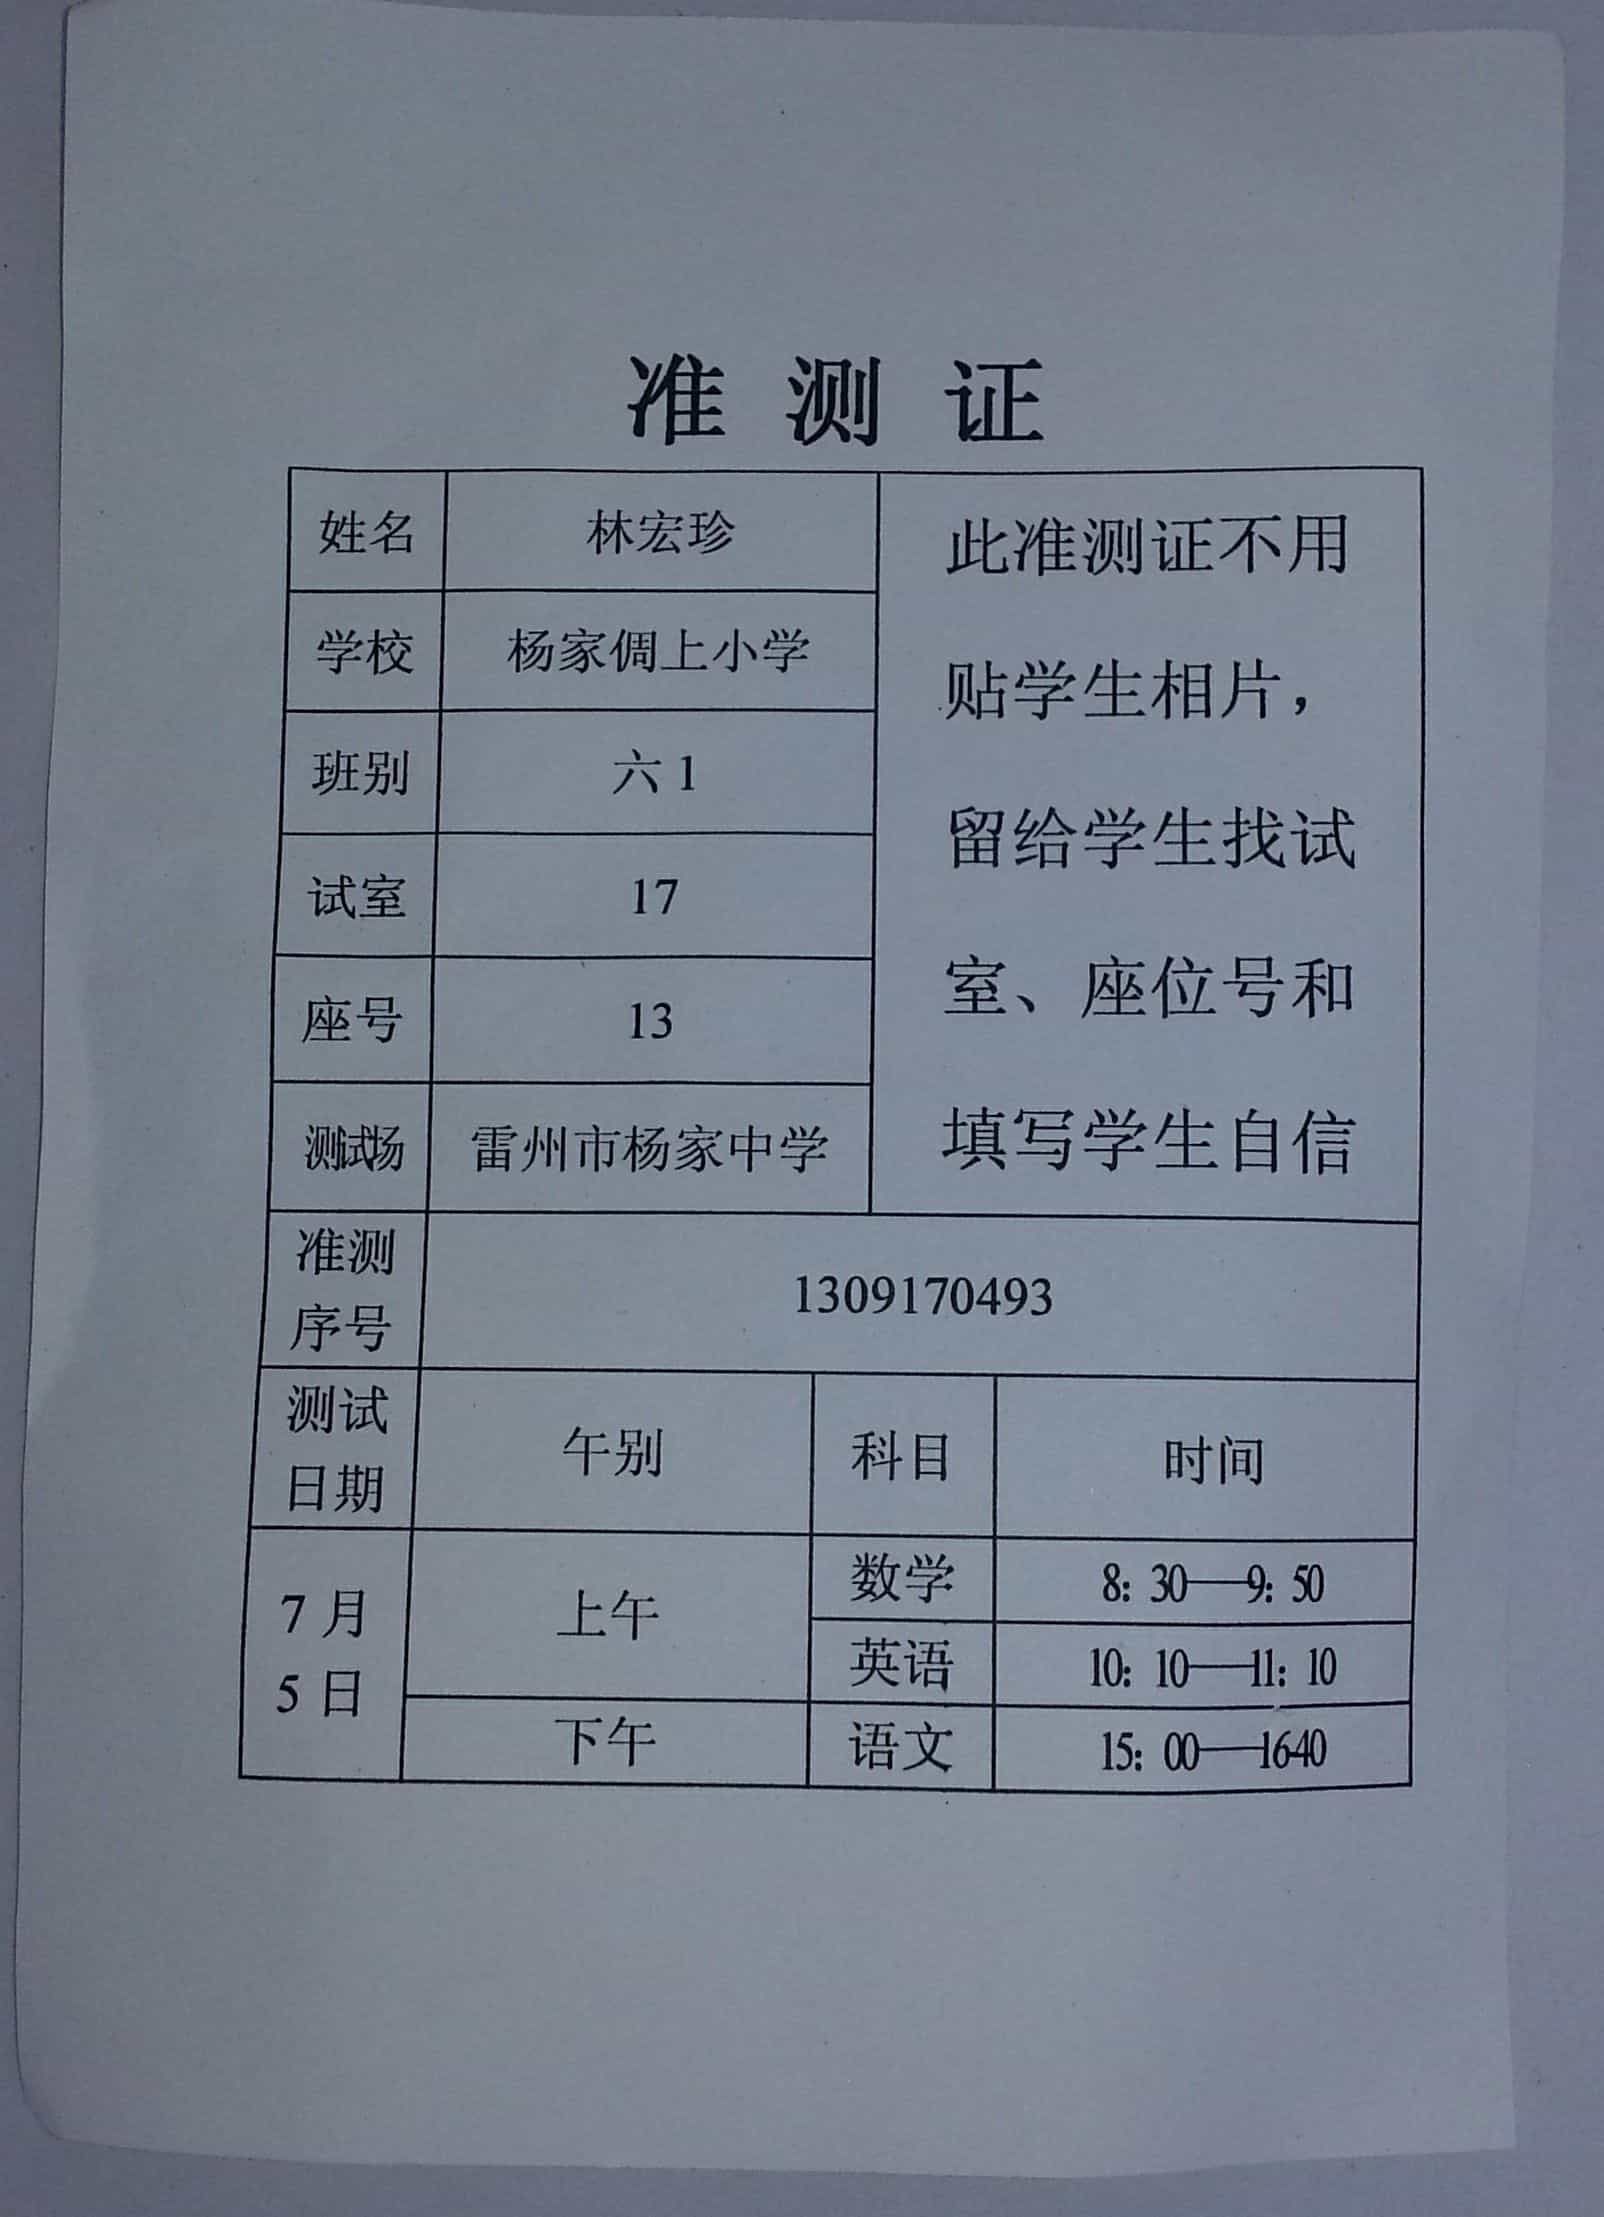 准测证
姓名 林宏珍
学校 杨家倜上小学
班别 六1
试室 17
座号 13
测试场 雷州市杨家中学
此准测证不用
贴学生相片，
留给学生找试
室、座位号和
填写学生自信
准测
序号
1309170493
测试
日期
午别 科目 时间
7月
5日
上午
数学 8：30—9：50
英语 10：10—11：10
下午 语文 15：00—1640